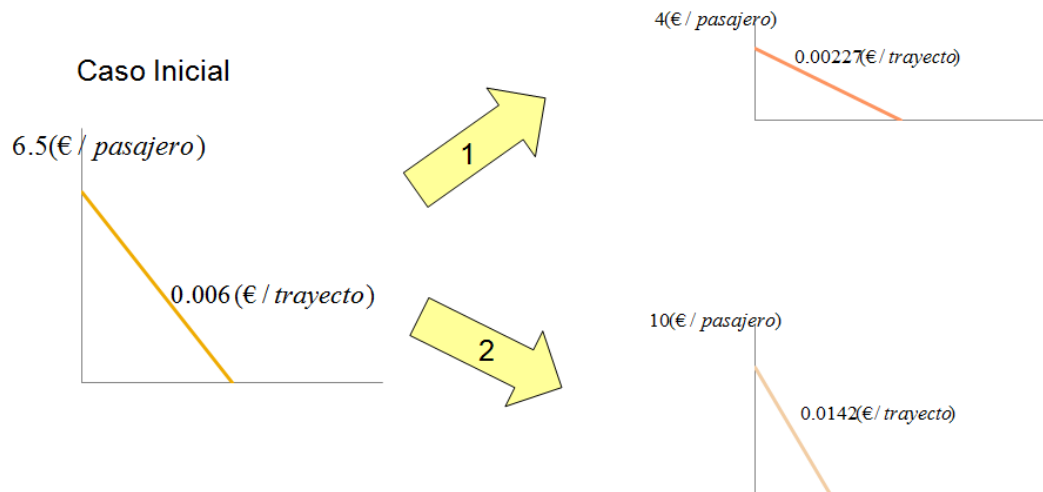 Caso Inicial
6.5(€ / pasajero)
0.006 (€ / trayecto)
1
4(€ / pasajero)
0.00227(€ / trayecto)
2
10(€ / pasajero)
0.0142(€ / trayecto)